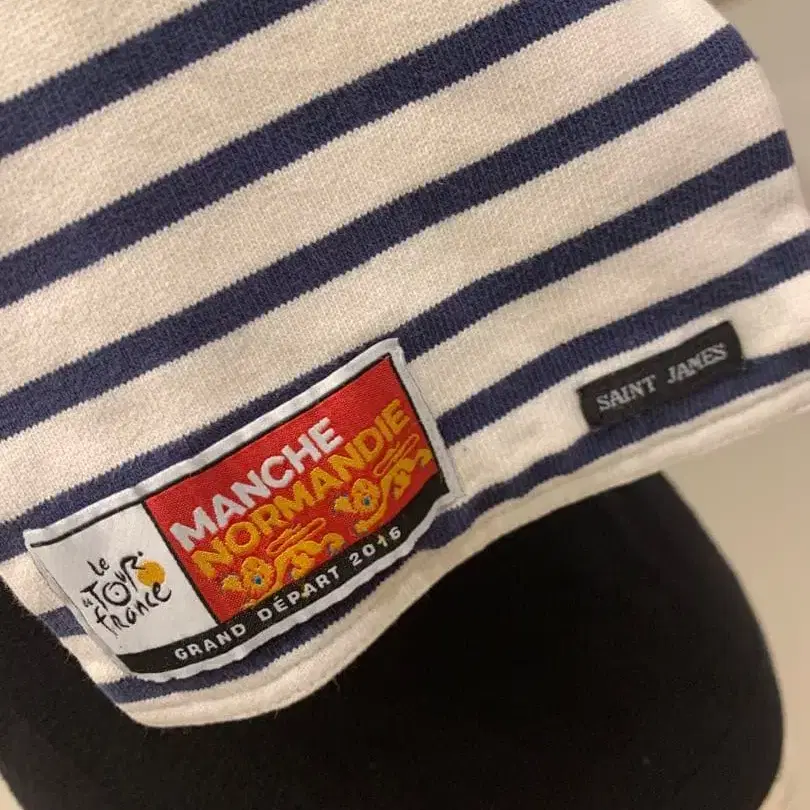 SAINT JAMES
MANCHE
NORMANDIE
le
TOUR
de france
GRAND DÉPART 2016